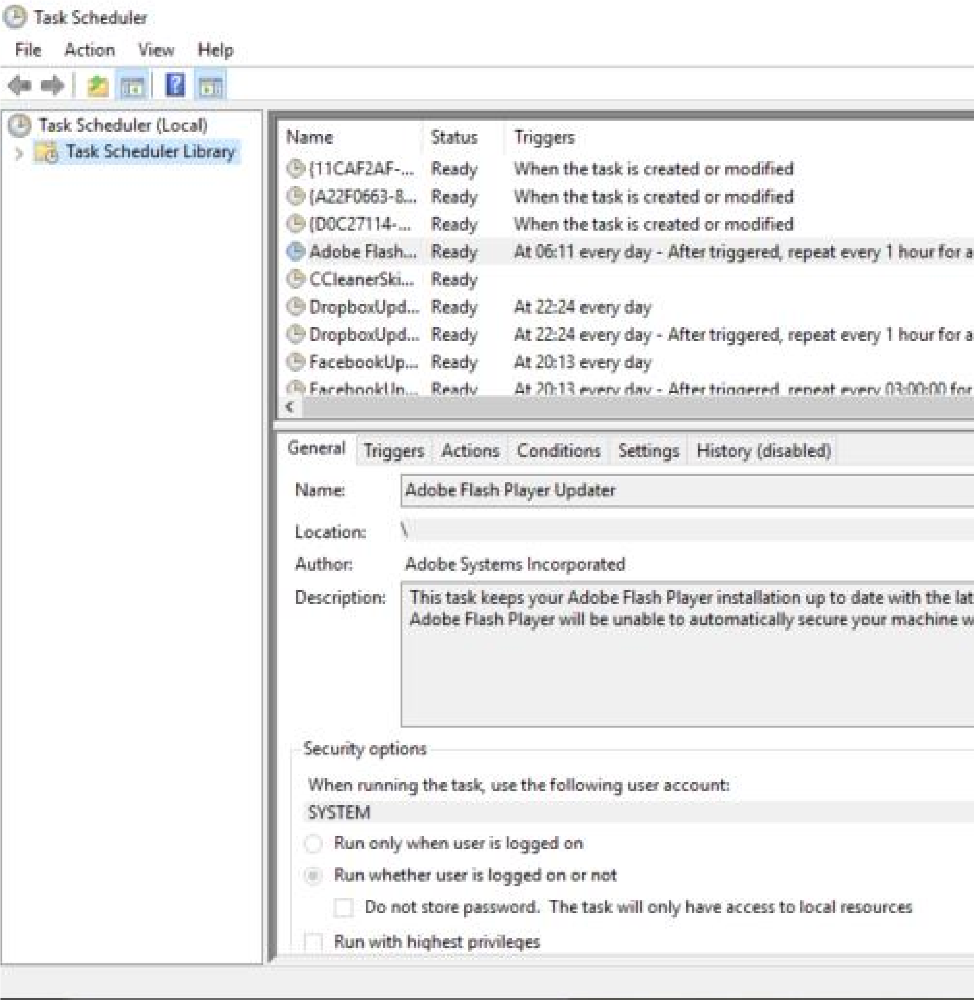 Task Scheduler
File Action View Help
Task Scheduler (Local)
Task Scheduler Library
Name Status Triggers
{11CAF2AF-... Ready When the task is created or modified
{A22F0663-8... Ready When the task is created or modified
{D0C27114-... Ready When the task is created or modified
Adobe Flash... Ready At 06:11 every day - After triggered, repeat every 1 hour for a
CCleanerSki... Ready
DropboxUpd... Ready At 22:24 every day
DropboxUpd... Ready At 22:24 every day - After triggered, repeat every 1 hour for a
FacebookUp... Ready At 20:13 every day
FacebookUp... Ready At 20:13 every day - After triggered, repeat every 03:00:00 for
General Triggers Actions Conditions Settings History (disabled)
Name: Adobe Flash Player Updater
Location: \
Author: Adobe Systems Incorporated
Description: This task keeps your Adobe Flash Player installation up to date with the lat
Adobe Flash Player will be unable to automatically secure your machine w
Security options
When running the task, use the following user account:
SYSTEM
Run only when user is logged on
Run whether user is logged on or not
Do not store password. The task will only have access to local resources
Run with highest privileges